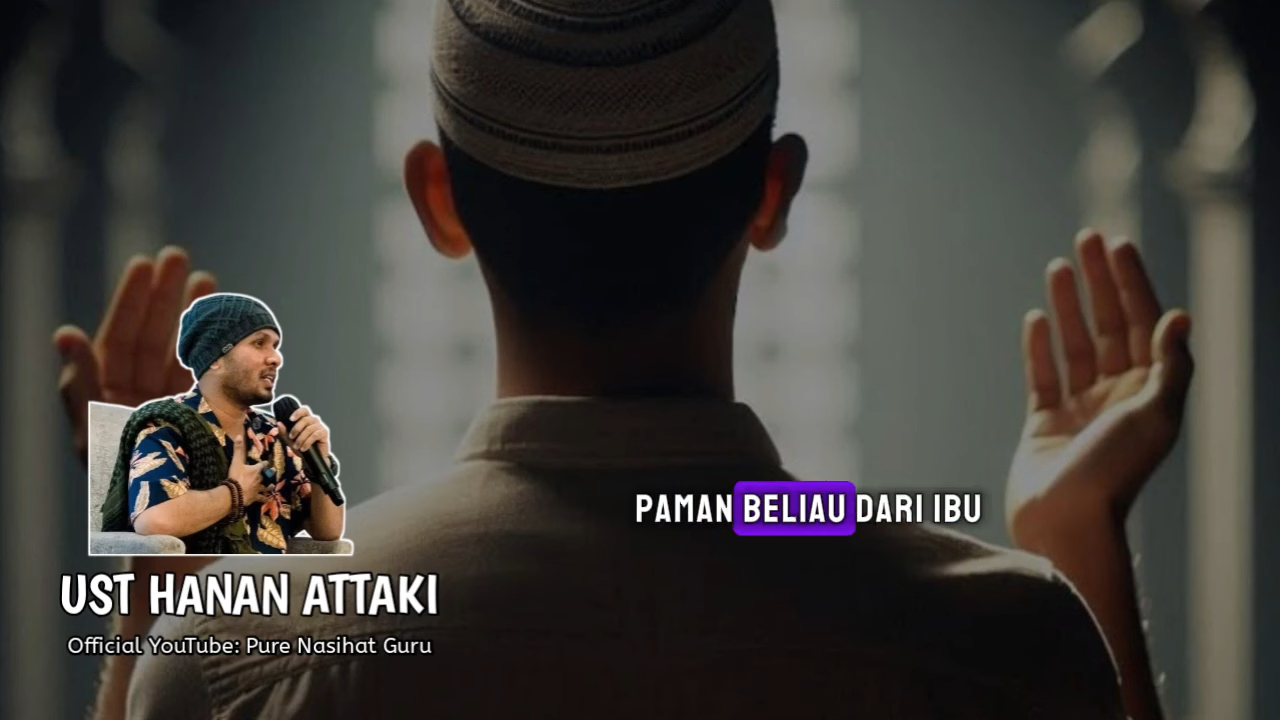 PAMAN BELIAU DARI IBU
UST HANAN ATTAKI
Official YouTube: Pure Nasihat Guru